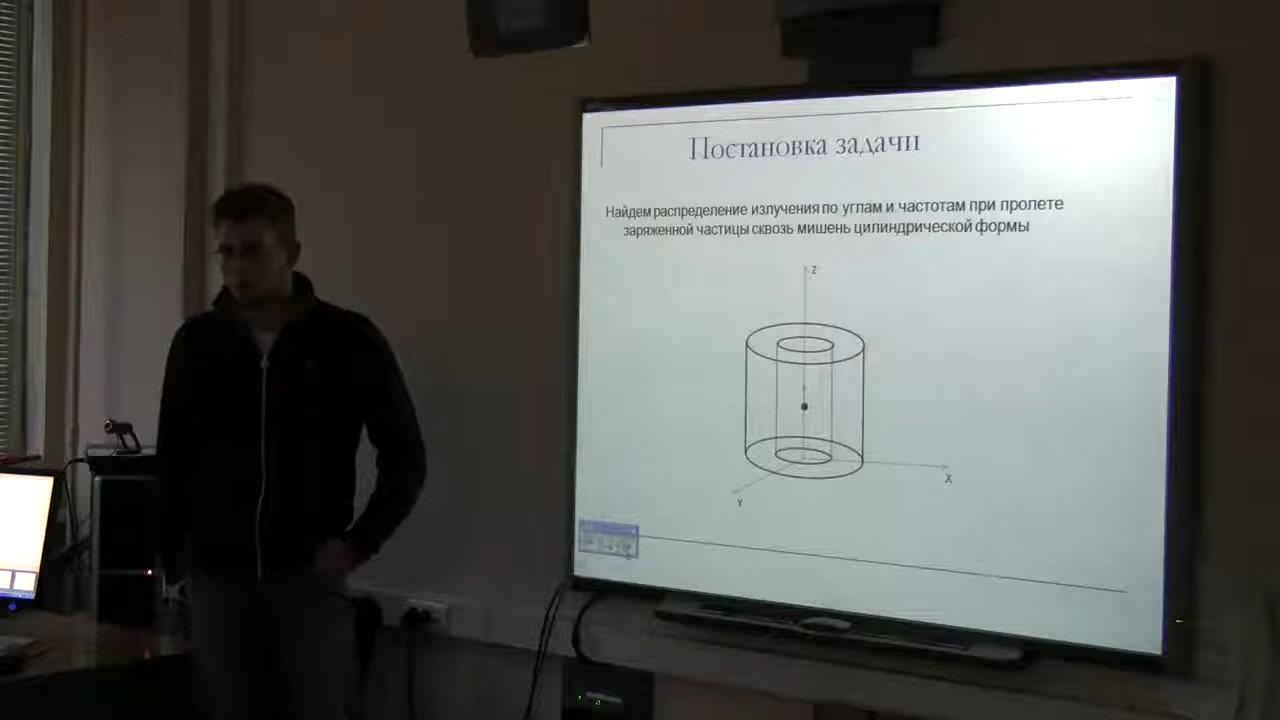 Постановка задачи
Найдем распределение излучения по углам и частотам при пролете
заряженной частицы сквозь мишень цилиндрической формы
Z
X
Y